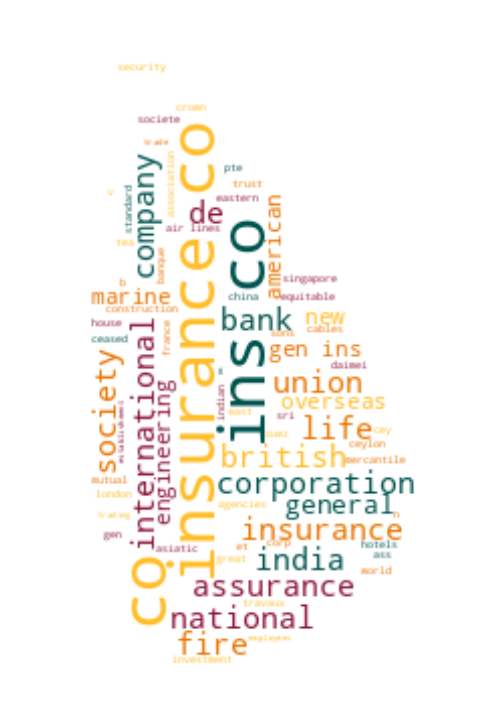 security
crown
societe
trade
insurance co
company
association
pte
trust
standard
eastern
de
air lines
american
ins co
tea
banque
b
marine
china
singapore
equitable
construction
bank
new
house
france
suns
cables
ceased
gen ins
international
society
daimei
union
engineering
indian
overseas
east
sri
life
cey
suez
ceylon
british
mercantile
mutual
corporation
london
agencies
general
trading
n
insurance
gen
asiatic
et
corp
hotels
ass
india
great
world
co
assurance
travaux
national
fire
employees
investment